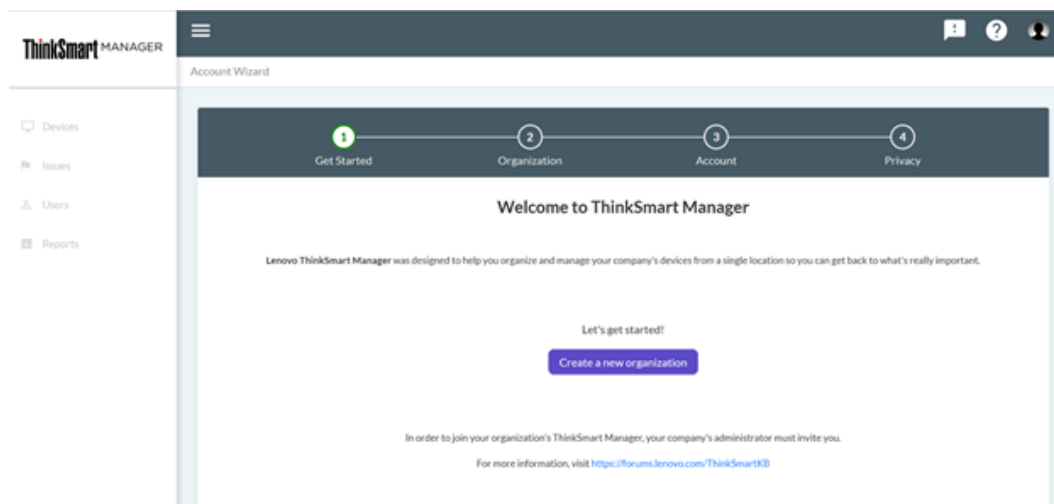 ThinkSmart MANAGER
Account Wizard
Devices
Issues
Users
Reports
1
Get Started
2
Organization
3
Account
4
Privacy
Welcome to ThinkSmart Manager
Lenovo ThinkSmart Manager was designed to help you organize and manage your company's devices from a single location so you can get back to what's really important.
Let's get started!
Create a new organization
In order to join your organization's ThinkSmart Manager, your company's administrator must invite you.
For more information, visit https://forums.lenovo.com/ThinkSmartKB